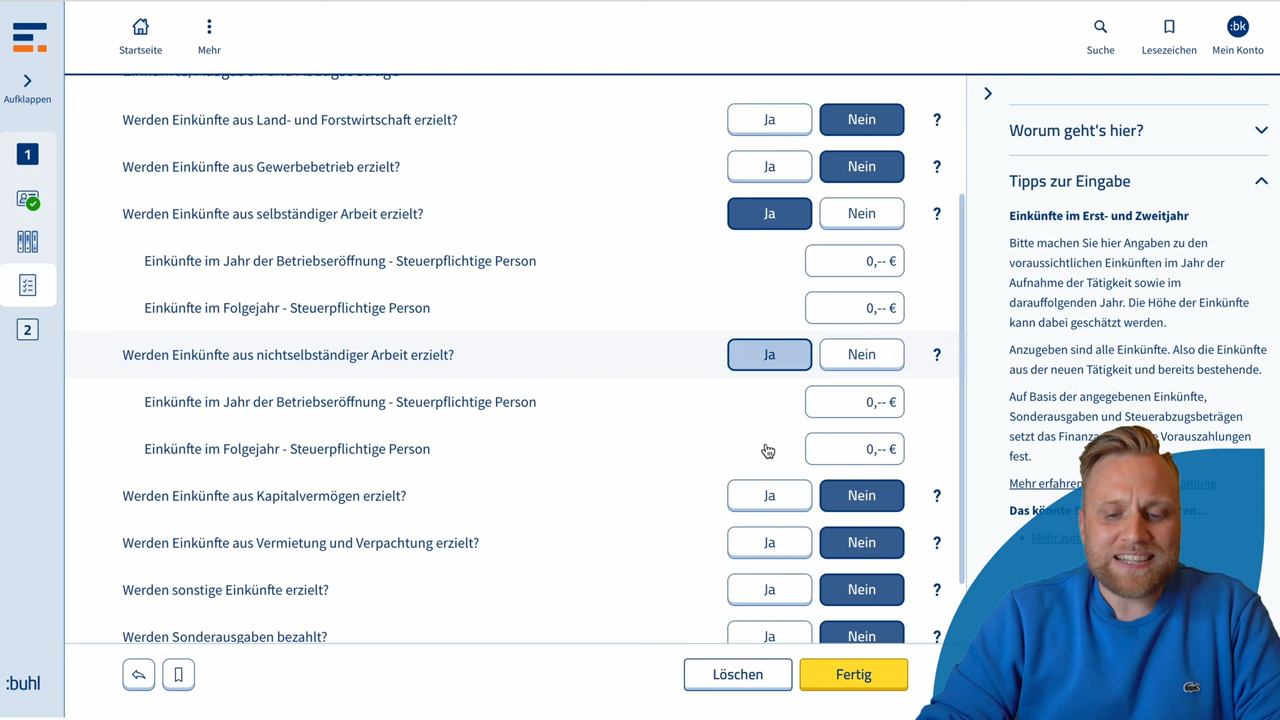 Startseite
Mehr
Suche
Lesezeichen
:bk
Mein Konto
Aufklappen
1
2
:buhl
Einkünfte, Ausgaben und Abzugsbeträge
Werden Einkünfte aus Land- und Forstwirtschaft erzielt?
Ja
Nein
?
Werden Einkünfte aus Gewerbebetrieb erzielt?
Ja
Nein
?
Werden Einkünfte aus selbständiger Arbeit erzielt?
Ja
Nein
?
Einkünfte im Jahr der Betriebseröffnung - Steuerpflichtige Person
0,-- €
Einkünfte im Folgejahr - Steuerpflichtige Person
0,-- €
Werden Einkünfte aus nichtselbständiger Arbeit erzielt?
Ja
Nein
?
Einkünfte im Jahr der Betriebseröffnung - Steuerpflichtige Person
0,-- €
Einkünfte im Folgejahr - Steuerpflichtige Person
0,-- €
Werden Einkünfte aus Kapitalvermögen erzielt?
Ja
Nein
?
Werden Einkünfte aus Vermietung und Verpachtung erzielt?
Ja
Nein
?
Werden sonstige Einkünfte erzielt?
Ja
Nein
?
Werden Sonderausgaben bezahlt?
Ja
Nein
?
Löschen
Fertig
Worum geht's hier?
Tipps zur Eingabe
Einkünfte im Erst- und Zweitjahr
Bitte machen Sie hier Angaben zu den
voraussichtlichen Einkünften im Jahr der
Aufnahme der Tätigkeit sowie im
darauffolgenden Jahr. Die Höhe der Einkünfte
kann dabei geschätzt werden.
Anzugeben sind alle Einkünfte. Also die Einkünfte
aus der neuen Tätigkeit und bereits bestehende.
Auf Basis der angegebenen Einkünfte,
Sonderausgaben und Steuerabzugsbeträgen
setzt das Finanz Vorauszahlungen
fest.
Mehr erfahren
Das könnte
Mehr zu